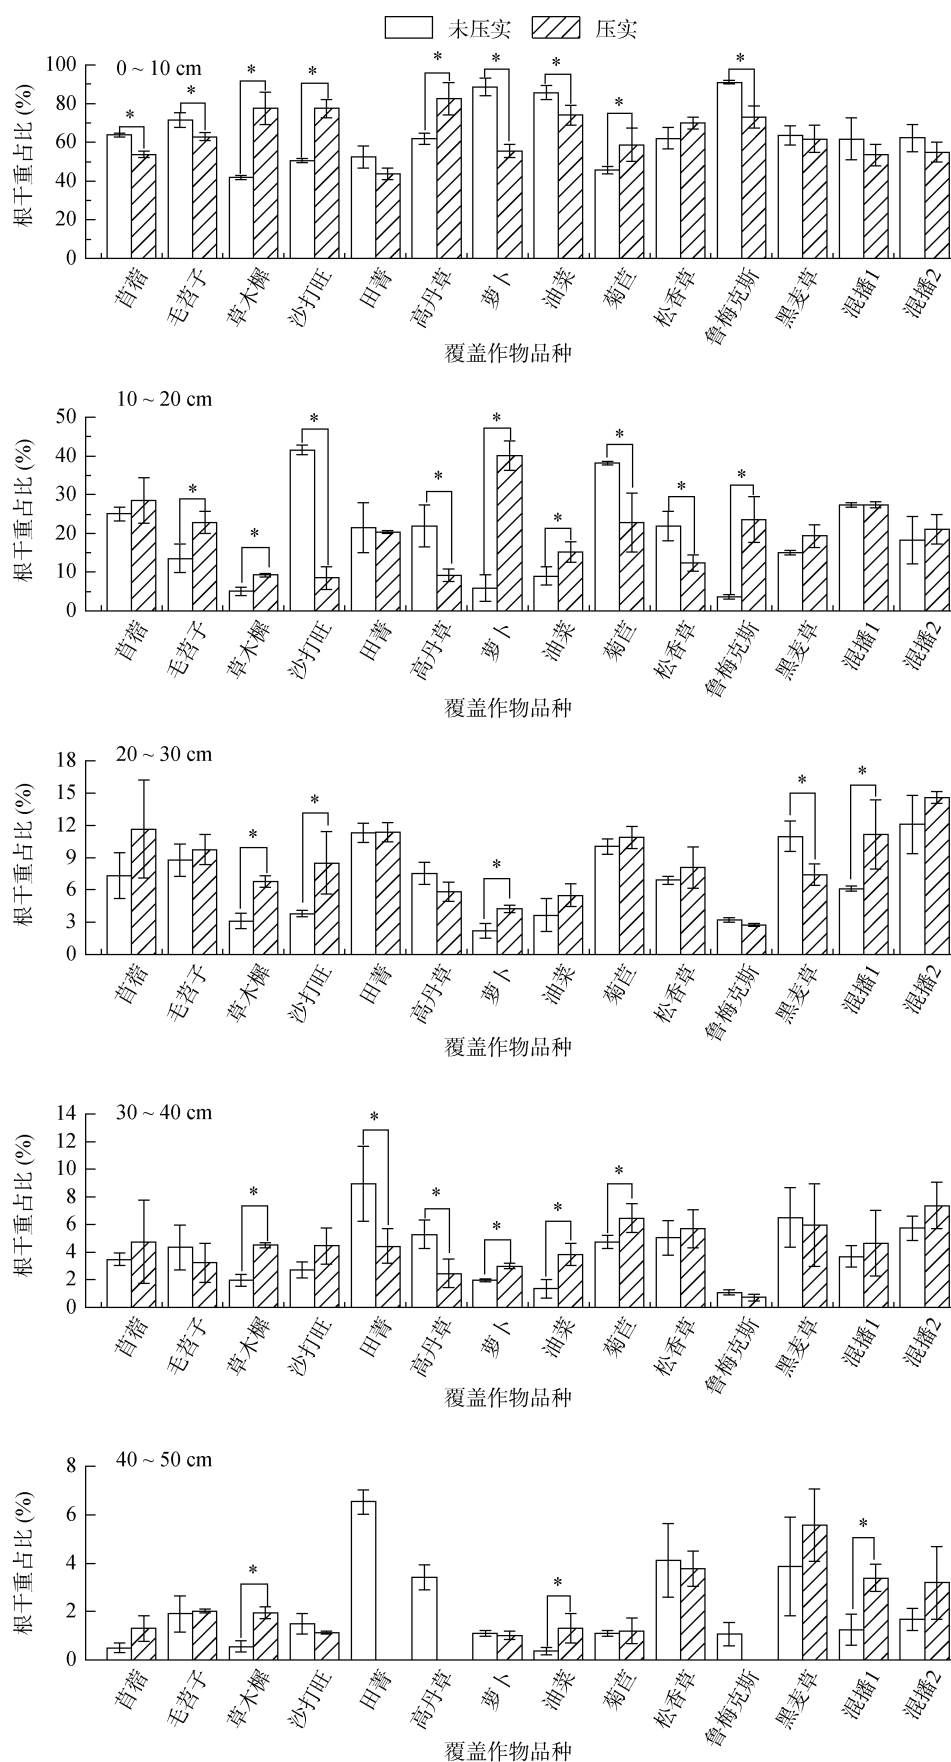 未压实 压实
0 ~ 10 cm
根干重占比 (%)
100
80
60
40
20
0
* * * * * * * * *
苜蓿 毛苕子 草木樨 沙打旺 田菁 高丹草 萝卜 油菜 菊苣 松香草 鲁梅克斯 黑麦草 混播1 混播2
覆盖作物品种
10 ~ 20 cm
根干重占比 (%)
50
40
30
20
10
0
* * * * * * * * *
苜蓿 毛苕子 草木樨 沙打旺 田菁 高丹草 萝卜 油菜 菊苣 松香草 鲁梅克斯 黑麦草 混播1 混播2
覆盖作物品种
20 ~ 30 cm
根干重占比 (%)
18
15
12
9
6
3
0
* * * * *
苜蓿 毛苕子 草木樨 沙打旺 田菁 高丹草 萝卜 油菜 菊苣 松香草 鲁梅克斯 黑麦草 混播1 混播2
覆盖作物品种
30 ~ 40 cm
根干重占比 (%)
14
12
10
8
6
4
2
0
* * * * * *
苜蓿 毛苕子 草木樨 沙打旺 田菁 高丹草 萝卜 油菜 菊苣 松香草 鲁梅克斯 黑麦草 混播1 混播2
覆盖作物品种
40 ~ 50 cm
根干重占比 (%)
8
6
4
2
0
* * *
苜蓿 毛苕子 草木樨 沙打旺 田菁 高丹草 萝卜 油菜 菊苣 松香草 鲁梅克斯 黑麦草 混播1 混播2
覆盖作物品种